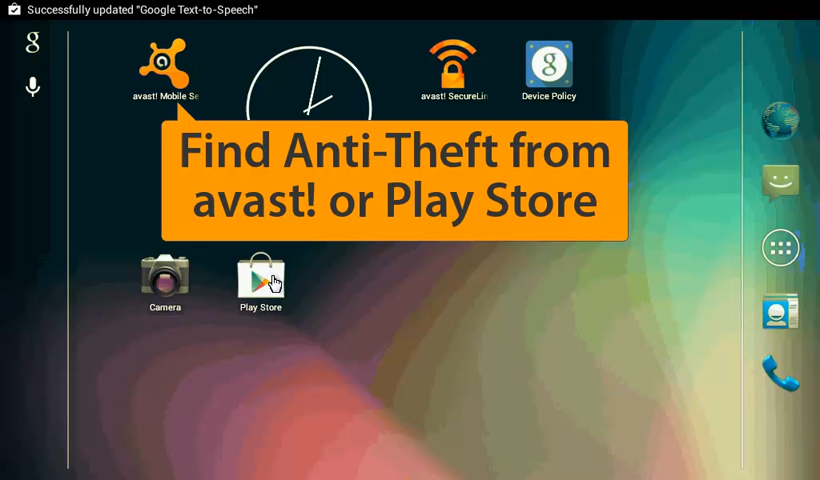 Successfully updated "Google Text-to-Speech"
g
avast! Mobile Se
avast! SecureLin
g
Device Policy
Find Anti-Theft from
avast! or Play Store
Camera
Play Store